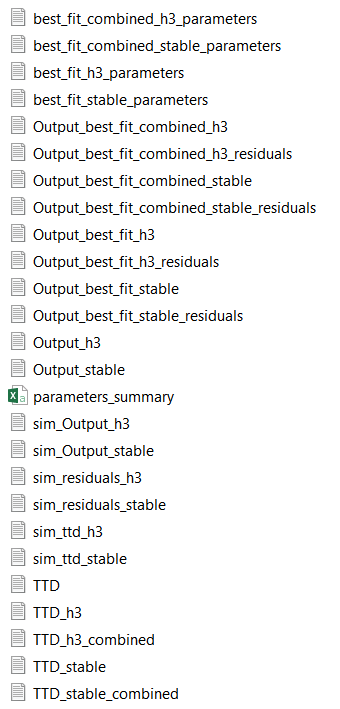 best_fit_combined_h3_parameters
best_fit_combined_stable_parameters
best_fit_h3_parameters
best_fit_stable_parameters
Output_best_fit_combined_h3
Output_best_fit_combined_h3_residuals
Output_best_fit_combined_stable
Output_best_fit_combined_stable_residuals
Output_best_fit_h3
Output_best_fit_h3_residuals
Output_best_fit_stable
Output_best_fit_stable_residuals
Output_h3
Output_stable
parameters_summary
sim_Output_h3
sim_Output_stable
sim_residuals_h3
sim_residuals_stable
sim_ttd_h3
sim_ttd_stable
TTD
TTD_h3
TTD_h3_combined
TTD_stable
TTD_stable_combined